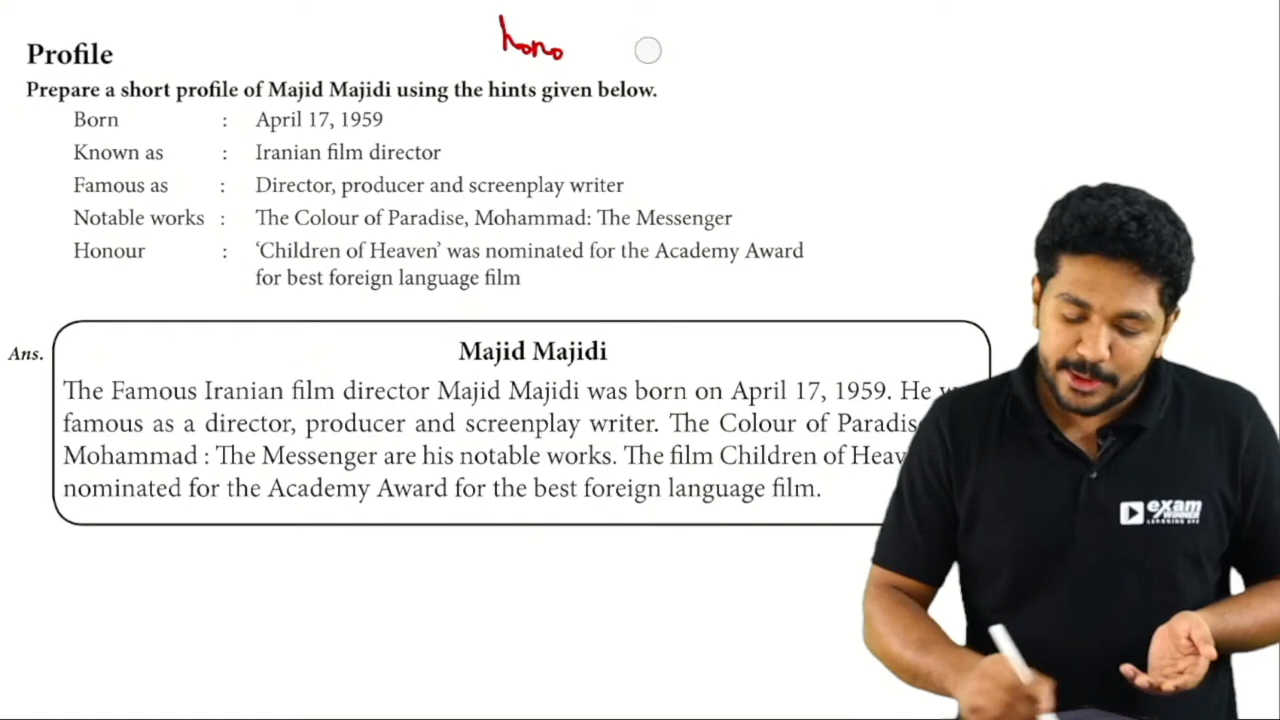 hono
Profile
Prepare a short profile of Majid Majidi using the hints given below.
Born : April 17, 1959
Known as : Iranian film director
Famous as : Director, producer and screenplay writer
Notable works : The Colour of Paradise, Mohammad: The Messenger
Honour : ‘Children of Heaven’ was nominated for the Academy Award
for best foreign language film
Ans.
Majid Majidi
The Famous Iranian film director Majid Majidi was born on April 17, 1959. He
famous as a director, producer and screenplay writer. The Colour of
Mohammad : The Messenger are his notable works. The film Children of
nominated for the Academy Award for the best foreign language film.
exam
WINNER
LEARNING APP